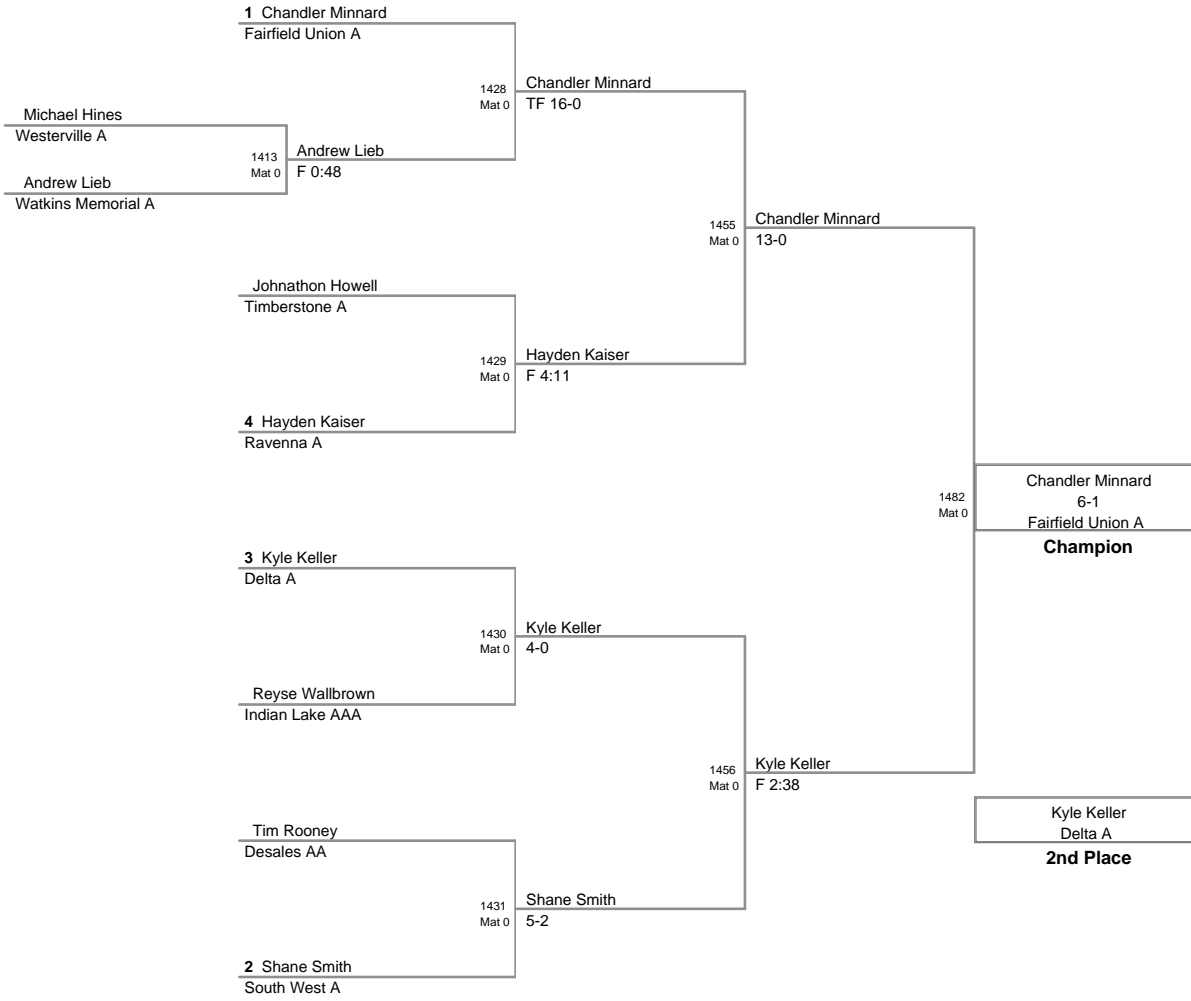 1 Chandler Minnard
Fairfield Union A
1428
Mat 0
Chandler Minnard
TF 16-0
Michael Hines
Westerville A
1413
Mat 0
Andrew Lieb
F 0:48
Andrew Lieb
Watkins Memorial A
1455
Mat 0
Chandler Minnard
13-0
Johnathon Howell
Timberstone A
1429
Mat 0
Hayden Kaiser
F 4:11
4 Hayden Kaiser
Ravenna A
1482
Mat 0
Chandler Minnard
6-1
Fairfield Union A
Champion
3 Kyle Keller
Delta A
1430
Mat 0
Kyle Keller
4-0
Reyse Wallbrown
Indian Lake AAA
1456
Mat 0
Kyle Keller
F 2:38
Kyle Keller
Delta A
2nd Place
Tim Rooney
Desales AA
1431
Mat 0
Shane Smith
5-2
2 Shane Smith
South West A